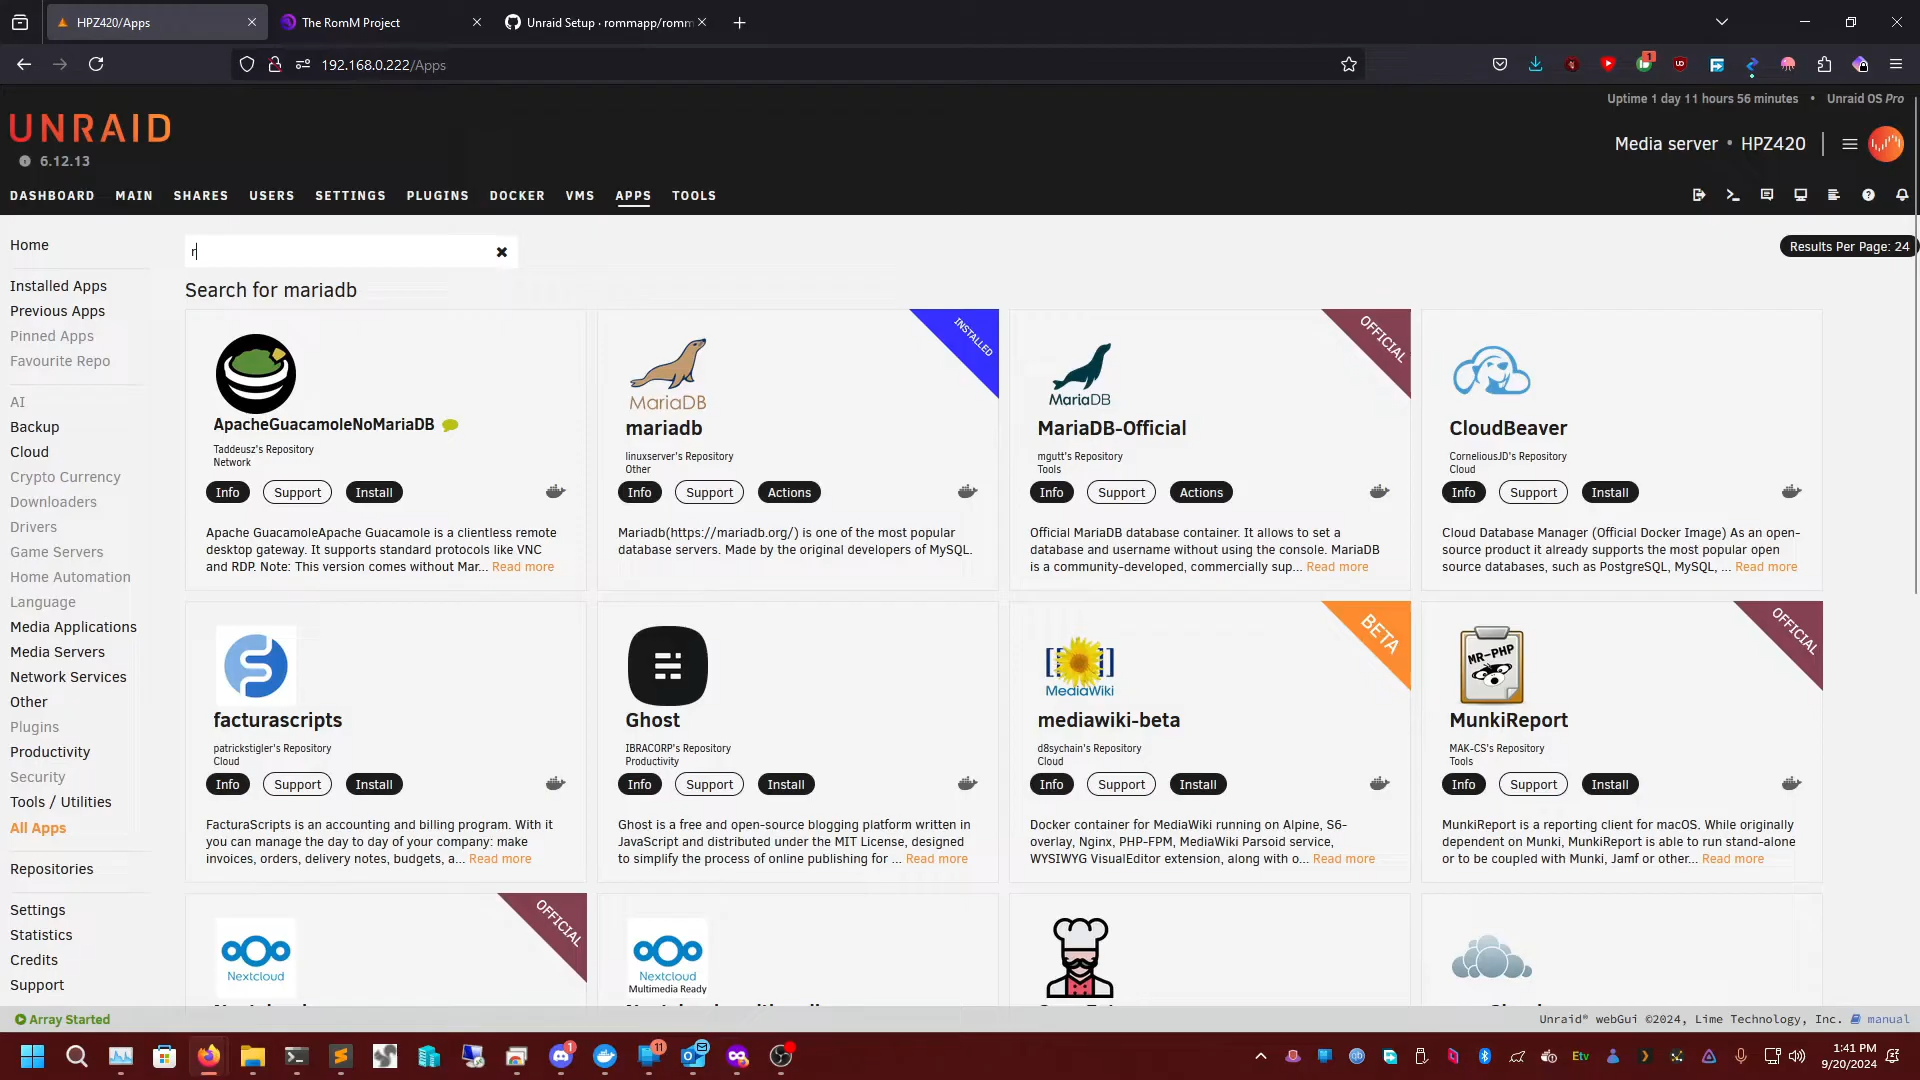 HPZ420/Apps
The RomM Project
Unraid Setup · rommapp/romm
192.168.0.222/Apps
1
Uptime 1 day 11 hours 56 minutes • Unraid OS Pro
UNRAID
6.12.13
Media server • HPZ420
DASHBOARD MAIN SHARES USERS SETTINGS PLUGINS DOCKER VMS APPS TOOLS
Home
r
Results Per Page: 24
Search for mariadb
Installed Apps
Previous Apps
Pinned Apps
Favourite Repo
AI
Backup
Cloud
Crypto Currency
Downloaders
Drivers
Game Servers
Home Automation
Language
Media Applications
Media Servers
Network Services
Other
Plugins
Productivity
Security
Tools / Utilities
All Apps
Repositories
Settings
Statistics
Credits
Support
ApacheGuacamoleNoMariaDB
Taddeusz's Repository
Network
Info Support Install
Apache GuacamoleApache Guacamole is a clientless remote
desktop gateway. It supports standard protocols like VNC
and RDP. Note: This version comes without Mar... Read more
INSTALLED
MariaDB
mariadb
linuxserver's Repository
Other
Info Support Actions
Mariadb(https://mariadb.org/) is one of the most popular
database servers. Made by the original developers of MySQL.
OFFICIAL
MariaDB
MariaDB-Official
mgutt's Repository
Tools
Info Support Actions
Official MariaDB database container. It allows to set a
database and username without using the console. MariaDB
is a community-developed, commercially sup... Read more
CloudBeaver
CorneliousJD's Repository
Cloud
Info Support Install
Cloud Database Manager (Official Docker Image) As an open-
source product it already supports the most popular open
source databases, such as PostgreSQL, MySQL, ... Read more
facturascripts
patrickstigler's Repository
Cloud
Info Support Install
FacturaScripts is an accounting and billing program. With it
you can manage the day to day of your company: make
invoices, orders, delivery notes, budgets, a... Read more
Ghost
IBRACORP's Repository
Productivity
Info Support Install
Ghost is a free and open-source blogging platform written in
JavaScript and distributed under the MIT License, designed
to simplify the process of online publishing for ... Read more
BETA
MediaWiki
mediawiki-beta
d8sychain's Repository
Cloud
Info Support Install
Docker container for MediaWiki running on Alpine, S6-
overlay, Nginx, PHP-FPM, MediaWiki Parsoid service,
WYSIWYG VisualEditor extension, along with o... Read more
OFFICIAL
MR-PHP
MunkiReport
MAK-CS's Repository
Tools
Info Support Install
MunkiReport is a reporting client for macOS. While originally
dependent on Munki, MunkiReport is able to run stand-alone
or to be coupled with Munki, Jamf or other... Read more
OFFICIAL
Nextcloud
Nextcloud
Multimedia Ready
Array Started
Unraid® webGui ©2024, Lime Technology, Inc. manual
1
11
Etv
1:41 PM
9/20/2024